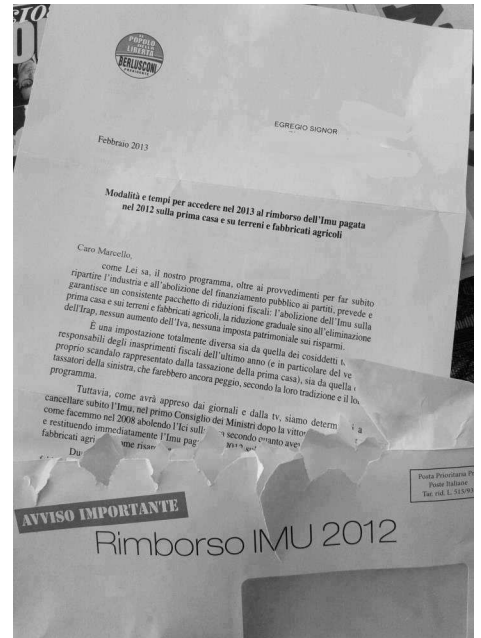 IL
POPOLO
DELLA
LIBERTÀ
BERLUSCONI
PRESIDENTE
EGREGIO SIGNOR
Febbraio 2013
Modalità e tempi per accedere nel 2013 al rimborso dell'Imu pagata
nel 2012 sulla prima casa e su terreni e fabbricati agricoli
Caro Marcello,
come Lei sa, il nostro programma, oltre ai provvedimenti per far subito
ripartire l'industria e all'abolizione del finanziamento pubblico ai partiti, prevede e
garantisce un consistente pacchetto di riduzioni fiscali: l'abolizione dell'Imu sulla
prima casa e sui terreni e fabbricati agricoli, la riduzione graduale sino all'eliminazione
dell'Irap, nessun aumento dell'Iva, nessuna imposta patrimoniale sui risparmi.
È una impostazione totalmente diversa sia da quella dei cosiddetti
responsabili degli inasprimenti fiscali dell'ultimo anno (e in particolare del
proprio scandalo rappresentato dalla tassazione della prima casa), sia da quella
tassatori della sinistra, che farebbero ancora peggio, secondo la loro tradizione e il
programma.
Tuttavia, come avrà appreso dai giornali e dalla tv, siamo a
cancellare subito l'Imu, nel primo Consiglio dei Ministri dopo la
come facemmo nel 2008 abolendo l'Ici secondo quanto
e restituendo immediatamente l'Imu 2012
fabbricati
Posta Prioritaria
Poste Italiane
Tar. rid. L. 515/93
AVVISO IMPORTANTE
Rimborso IMU 2012